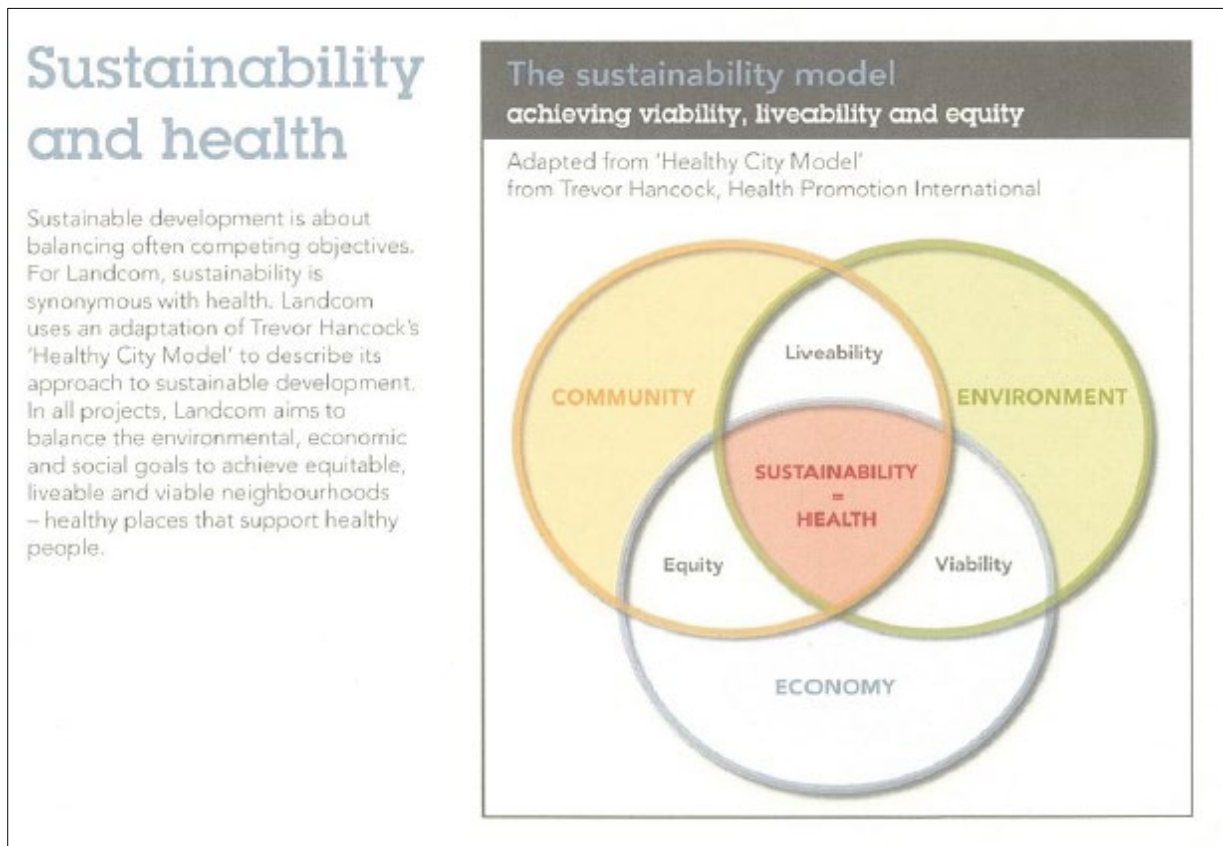 Sustainability
and health
Sustainable development is about
balancing often competing objectives.
For Landcom, sustainability is
synonymous with health. Landcom
uses an adaptation of Trevor Hancock's
'Healthy City Model' to describe its
approach to sustainable development.
In all projects, Landcom aims to
balance the environmental, economic
and social goals to achieve equitable,
liveable and viable neighbourhoods
– healthy places that support healthy
people.
The sustainability model
achieving viability, liveability and equity
Adapted from 'Healthy City Model'
from Trevor Hancock, Health Promotion International
Liveability
COMMUNITY
ENVIRONMENT
SUSTAINABILITY
=
HEALTH
Equity
Viability
ECONOMY